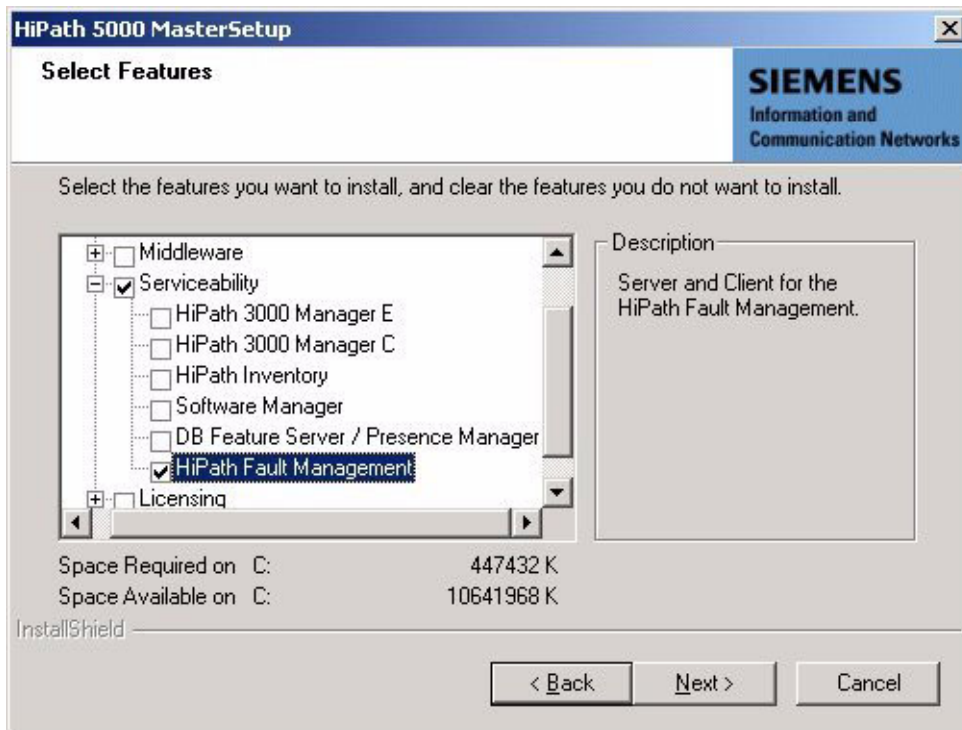 HiPath 5000 MasterSetup
Select Features
SIEMENS
Information and
Communication Networks
Select the features you want to install, and clear the features you do not want to install.
Middleware
Serviceability
HiPath 3000 Manager E
HiPath 3000 Manager C
HiPath Inventory
Software Manager
DB Feature Server / Presence Manager
HiPath Fault Management
Licensing
Description
Server and Client for the
HiPath Fault Management.
Space Required on C: 447432 K
Space Available on C: 10641968 K
InstallShield
< Back Next > Cancel